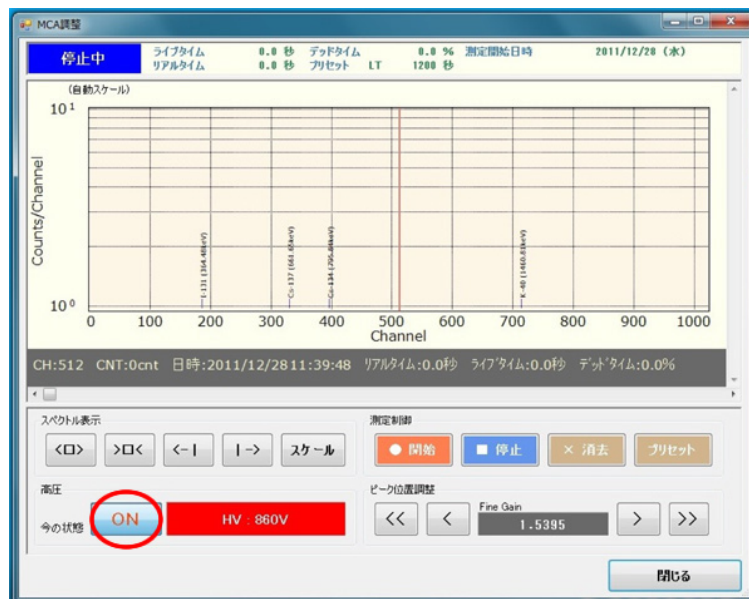 MCA調整
停止中
ライブタイム 0.0 秒 デッドタイム 0.0 % 測定開始日時 2011/12/28 (水)
リアルタイム 0.0 秒 プリセット LT 1200 秒
(自動スケール)
10¹
Counts/Channel
I-131 (364.48keV)
Cs-137 (661.65keV)
Cs-134 (795.84keV)
K-40 (1460.81keV)
10⁰
0 100 200 300 400 500 600 700 800 900 1000
Channel
CH:512 CNT:0cnt 日時:2011/12/28 11:39:48 リアルタイム:0.0秒 ライブタイム:0.0秒 デッドタイム:0.0%
スペクトル表示
<□> >□< <-| |-> スケール
測定制御
● 開始 ■ 停止 × 消去 プリセット
高圧
今の状態 ON HV : 860V
ピーク位置調整
<< < Fine Gain 1.5395 > >>
閉じる